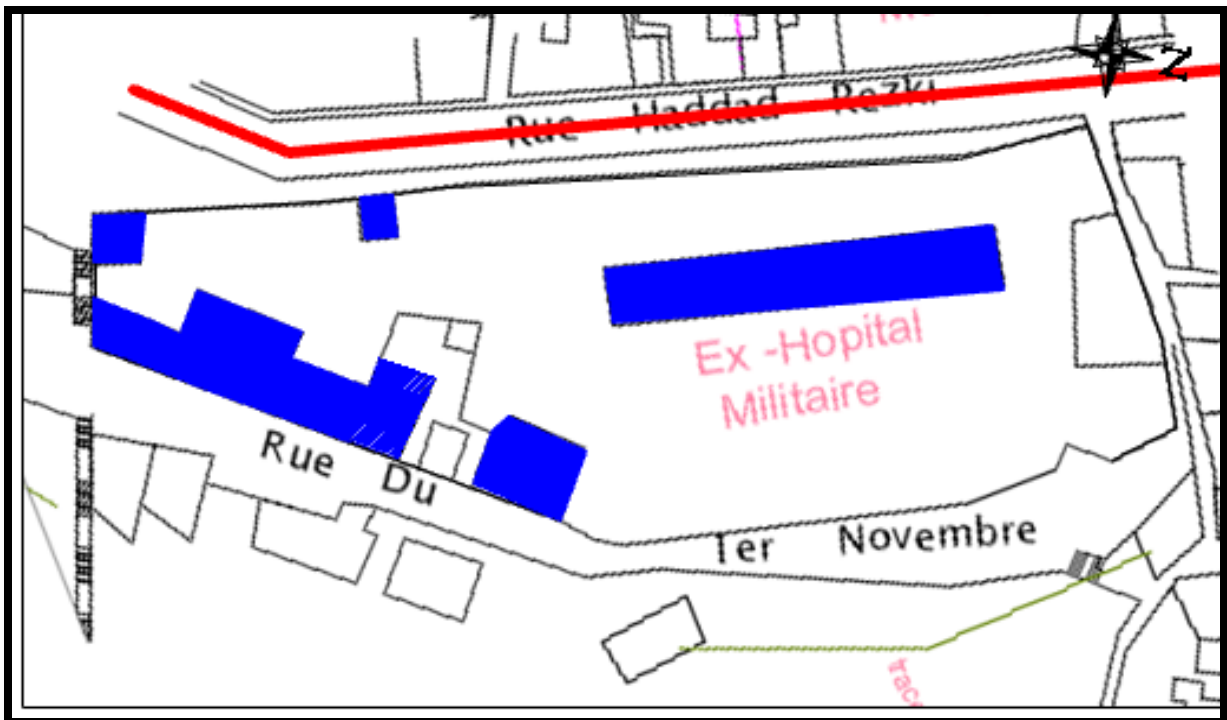 N
Rue Haddad Rezki
Ex -Hopital
Militaire
Rue Du 1er Novembre